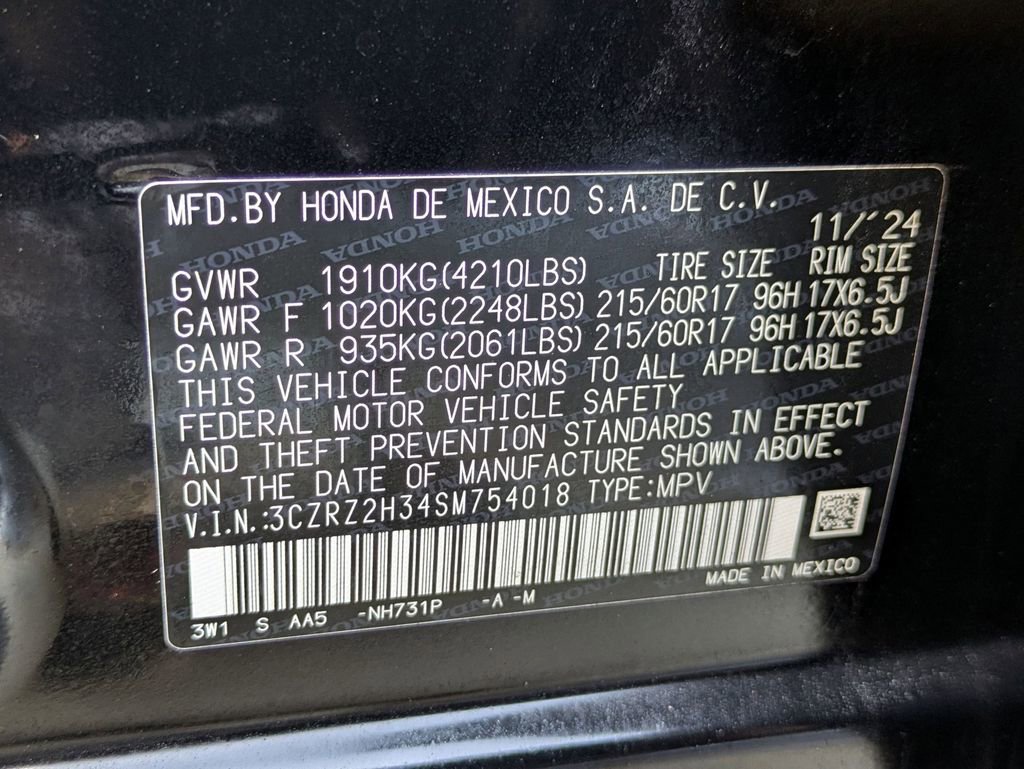 MFD.BY HONDA DE MEXICO S.A. DE C.V.
11/´24
GVWR 1910KG(4210LBS) TIRE SIZE RIM SIZE
GAWR F 1020KG(2248LBS) 215/60R17 96H 17X6.5J
GAWR R 935KG(2061LBS) 215/60R17 96H 17X6.5J
THIS VEHICLE CONFORMS TO ALL APPLICABLE
FEDERAL MOTOR VEHICLE SAFETY
AND THEFT PREVENTION STANDARDS IN EFFECT
ON THE DATE OF MANUFACTURE SHOWN ABOVE.
V.I.N.:3CZRZ2H34SM754018 TYPE:MPV
MADE IN MEXICO
3W1 S AA5 -NH731P -A -M